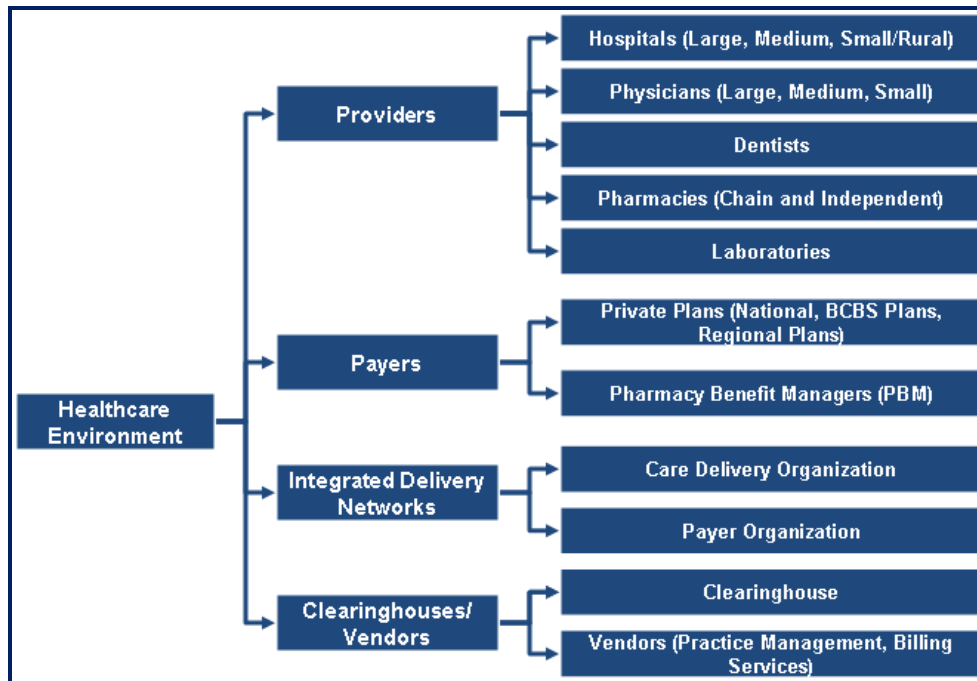 Hospitals (Large, Medium, Small/Rural)
Physicians (Large, Medium, Small)
Providers
Dentists
Pharmacies (Chain and Independent)
Laboratories
Private Plans (National, BCBS Plans,
Regional Plans)
Payers
Pharmacy Benefit Managers (PBM)
Healthcare
Environment
Care Delivery Organization
Integrated Delivery
Networks
Payer Organization
Clearinghouse
Clearinghouses/
Vendors
Vendors (Practice Management, Billing
Services)